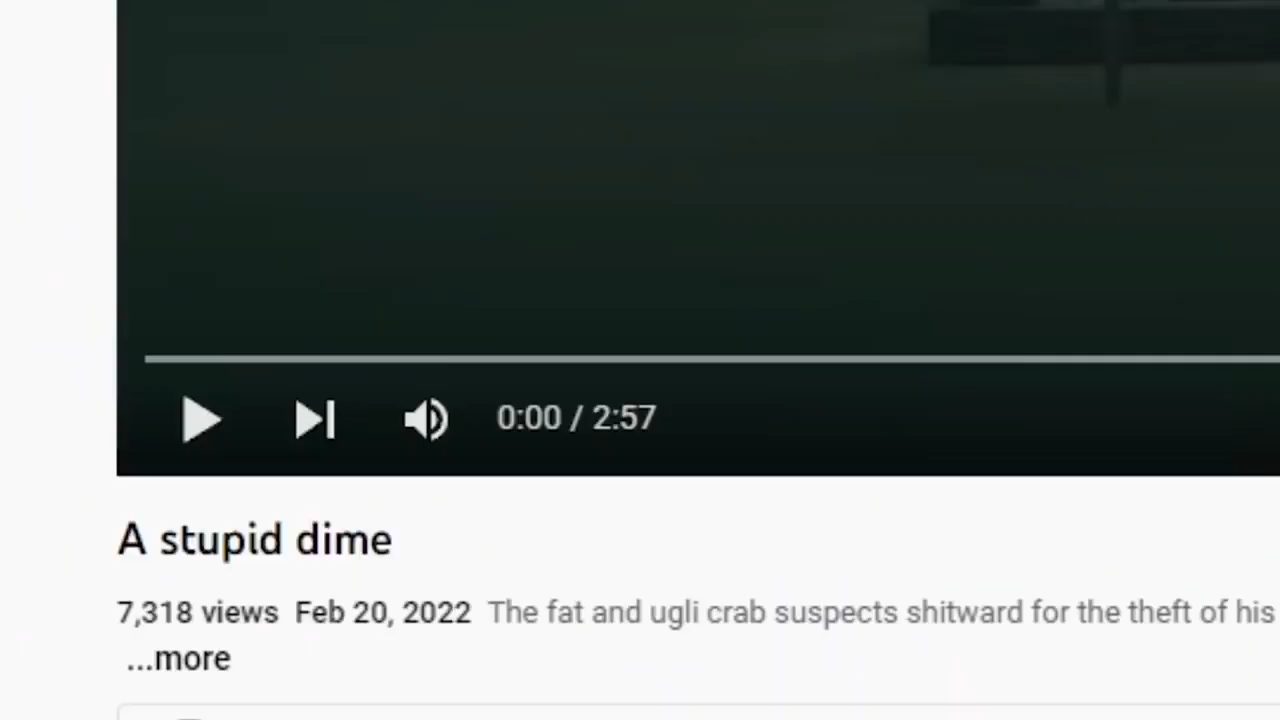 0:00 / 2:57
A stupid dime
7,318 views Feb 20, 2022 The fat and ugli crab suspects shitward for the theft of his
...more